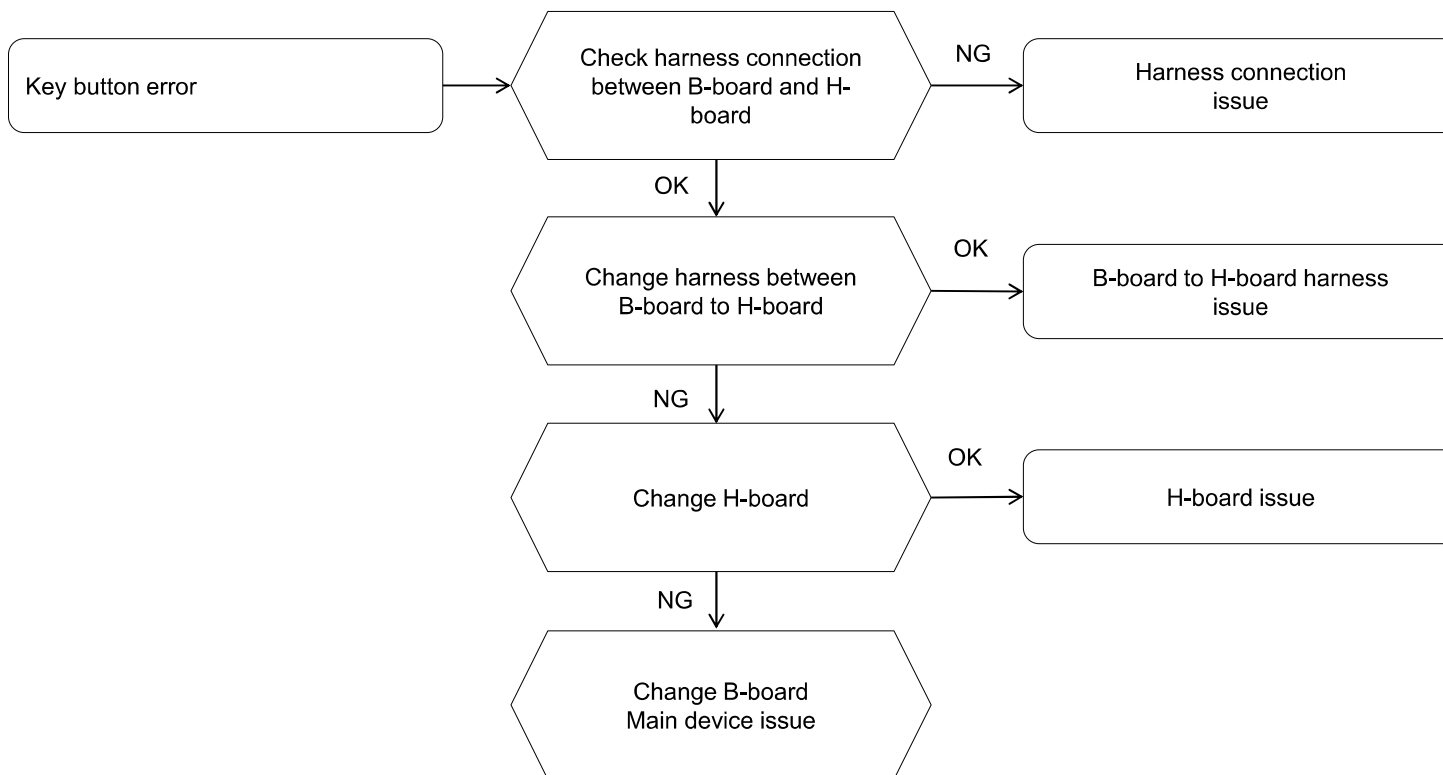 Key button error
Check harness connection
between B-board and H-
board
NG
Harness connection
issue
OK
Change harness between
B-board to H-board
OK
B-board to H-board harness
issue
NG
Change H-board
OK
H-board issue
NG
Change B-board
Main device issue